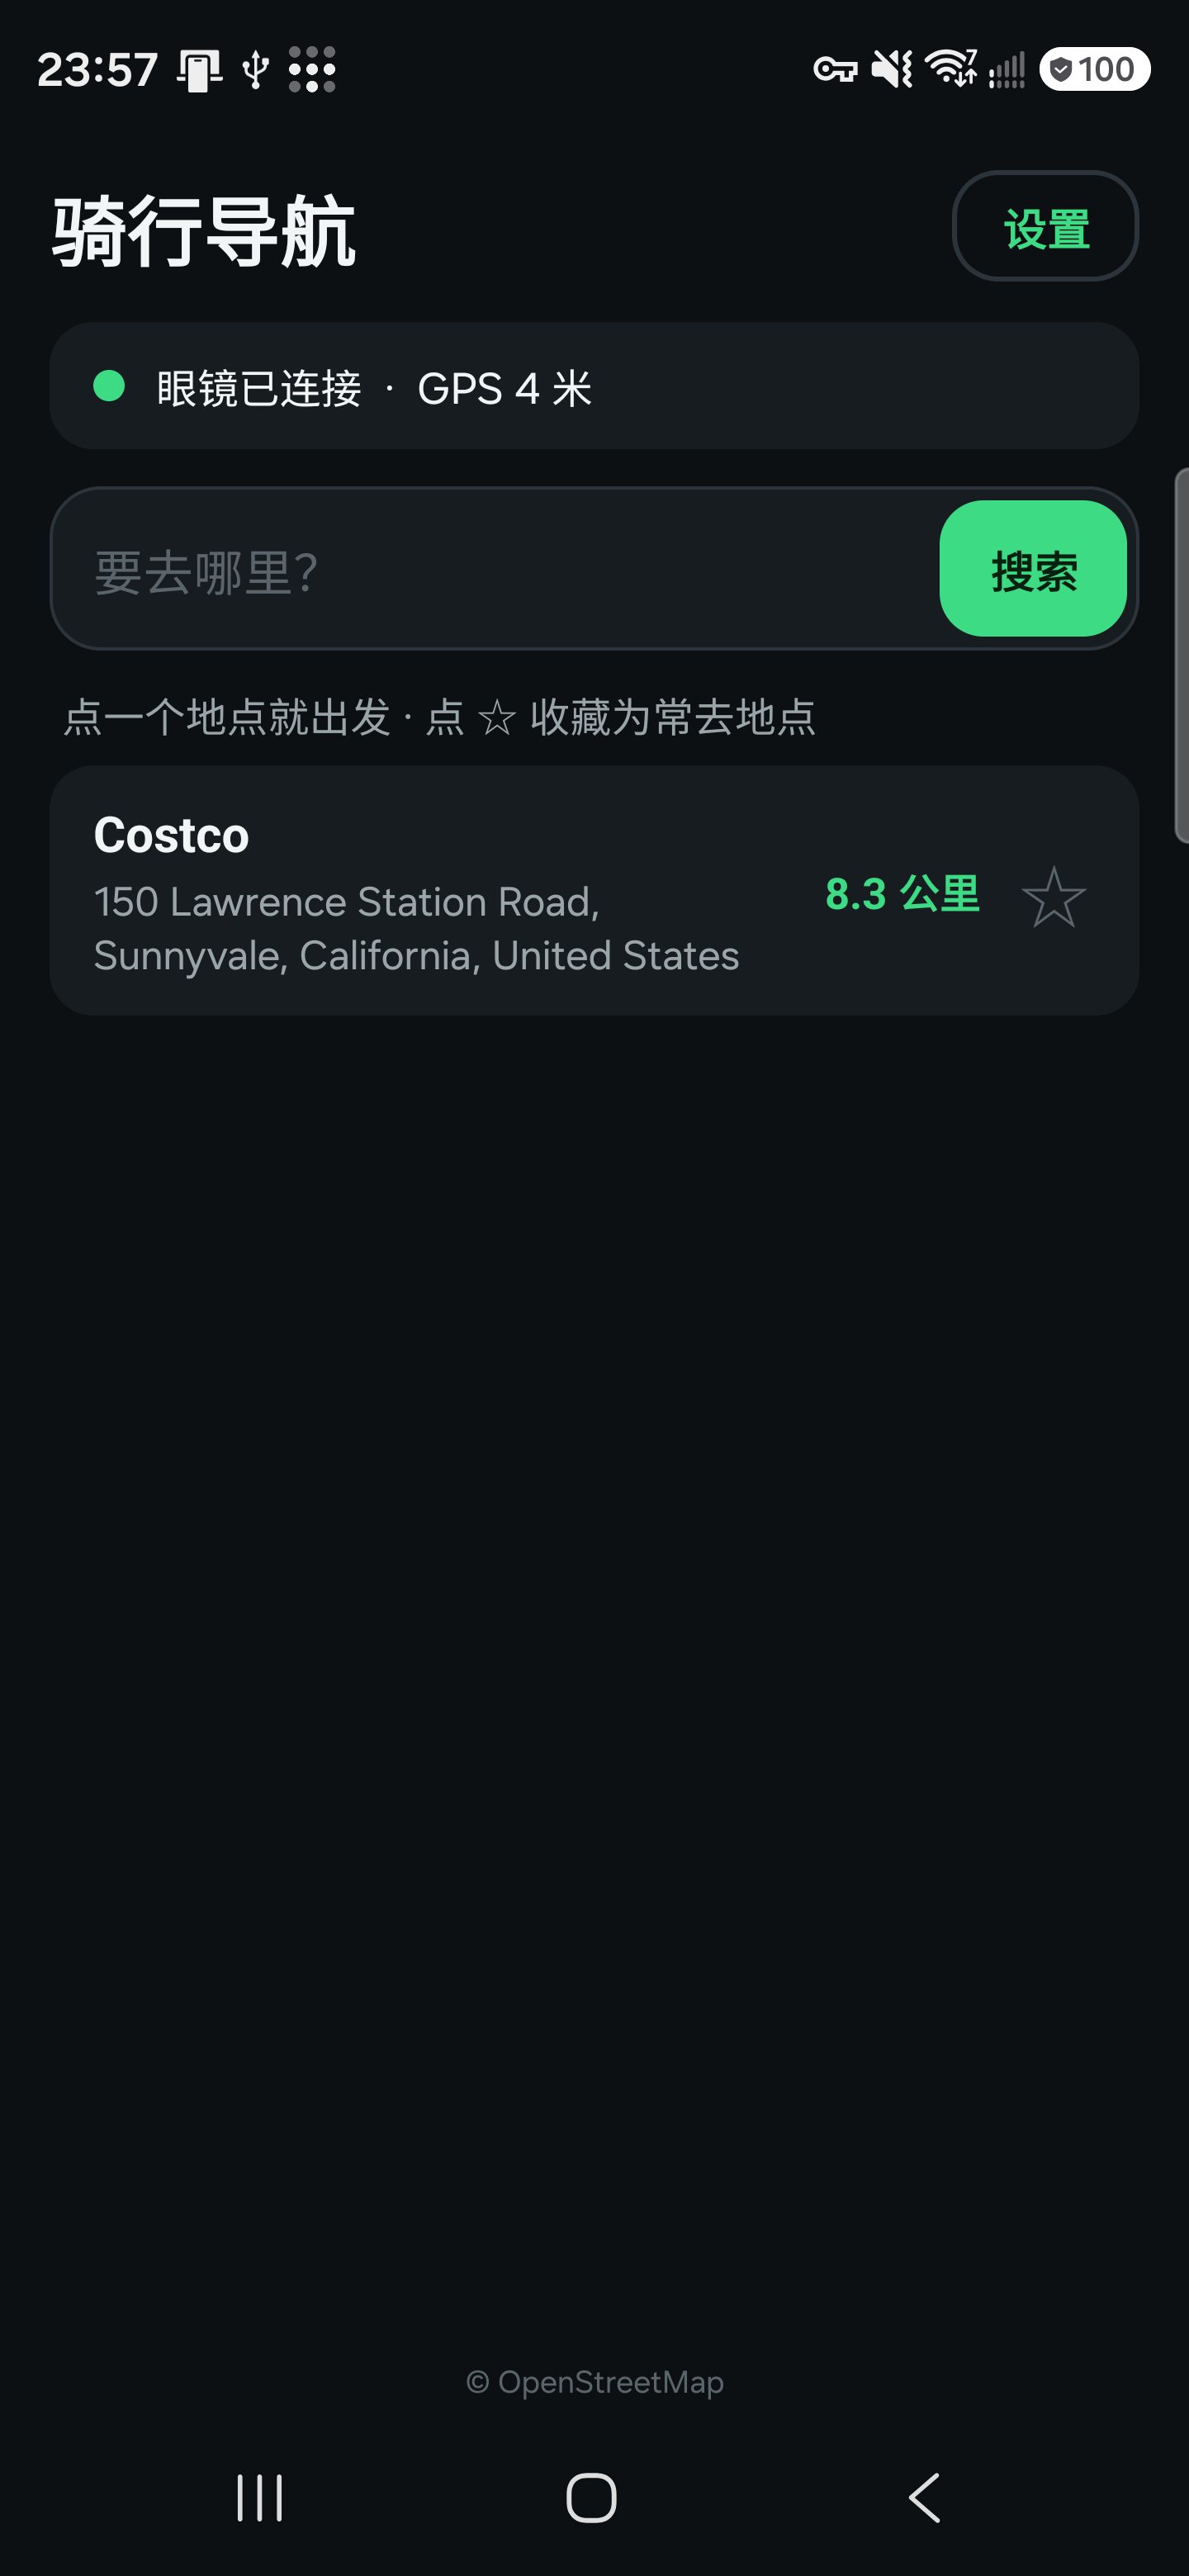 23:57
7
100
骑行导航
设置
眼镜已连接 · GPS 4 米
要去哪里?
搜索
点一个地点就出发 · 点 ☆ 收藏为常去地点
Costco
150 Lawrence Station Road,
Sunnyvale, California, United States
8.3 公里
☆
© OpenStreetMap